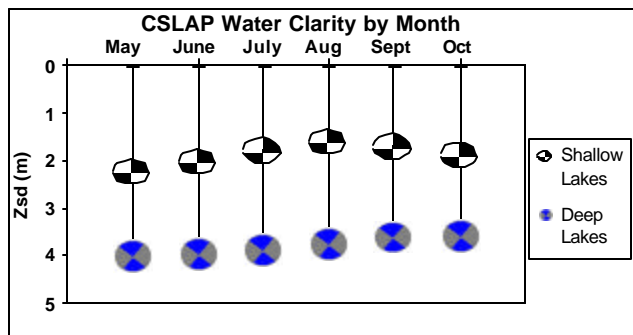 CSLAP Water Clarity by Month
May June July Aug Sept Oct
0
1
2
3
4
5
Zsd (m)
Shallow
Lakes
Deep
Lakes